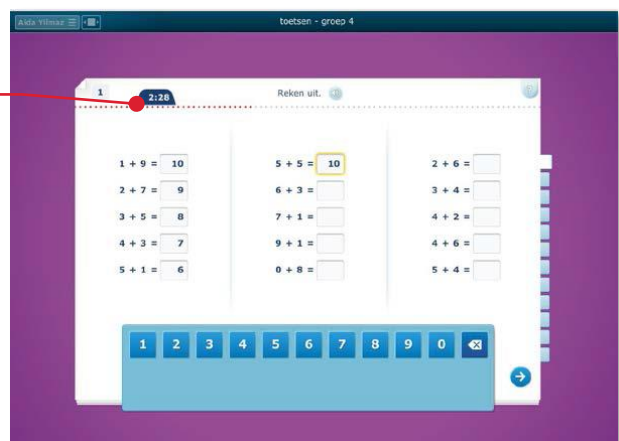 Aida Yilmaz
toetsen - groep 4
1
2:28
Reken uit.
1 + 9 = 10
2 + 7 = 9
3 + 5 = 8
4 + 3 = 7
5 + 1 = 6
5 + 5 = 10
6 + 3 =
7 + 1 =
9 + 1 =
0 + 8 =
2 + 6 =
3 + 4 =
4 + 2 =
4 + 6 =
5 + 4 =
1 2 3 4 5 6 7 8 9 0